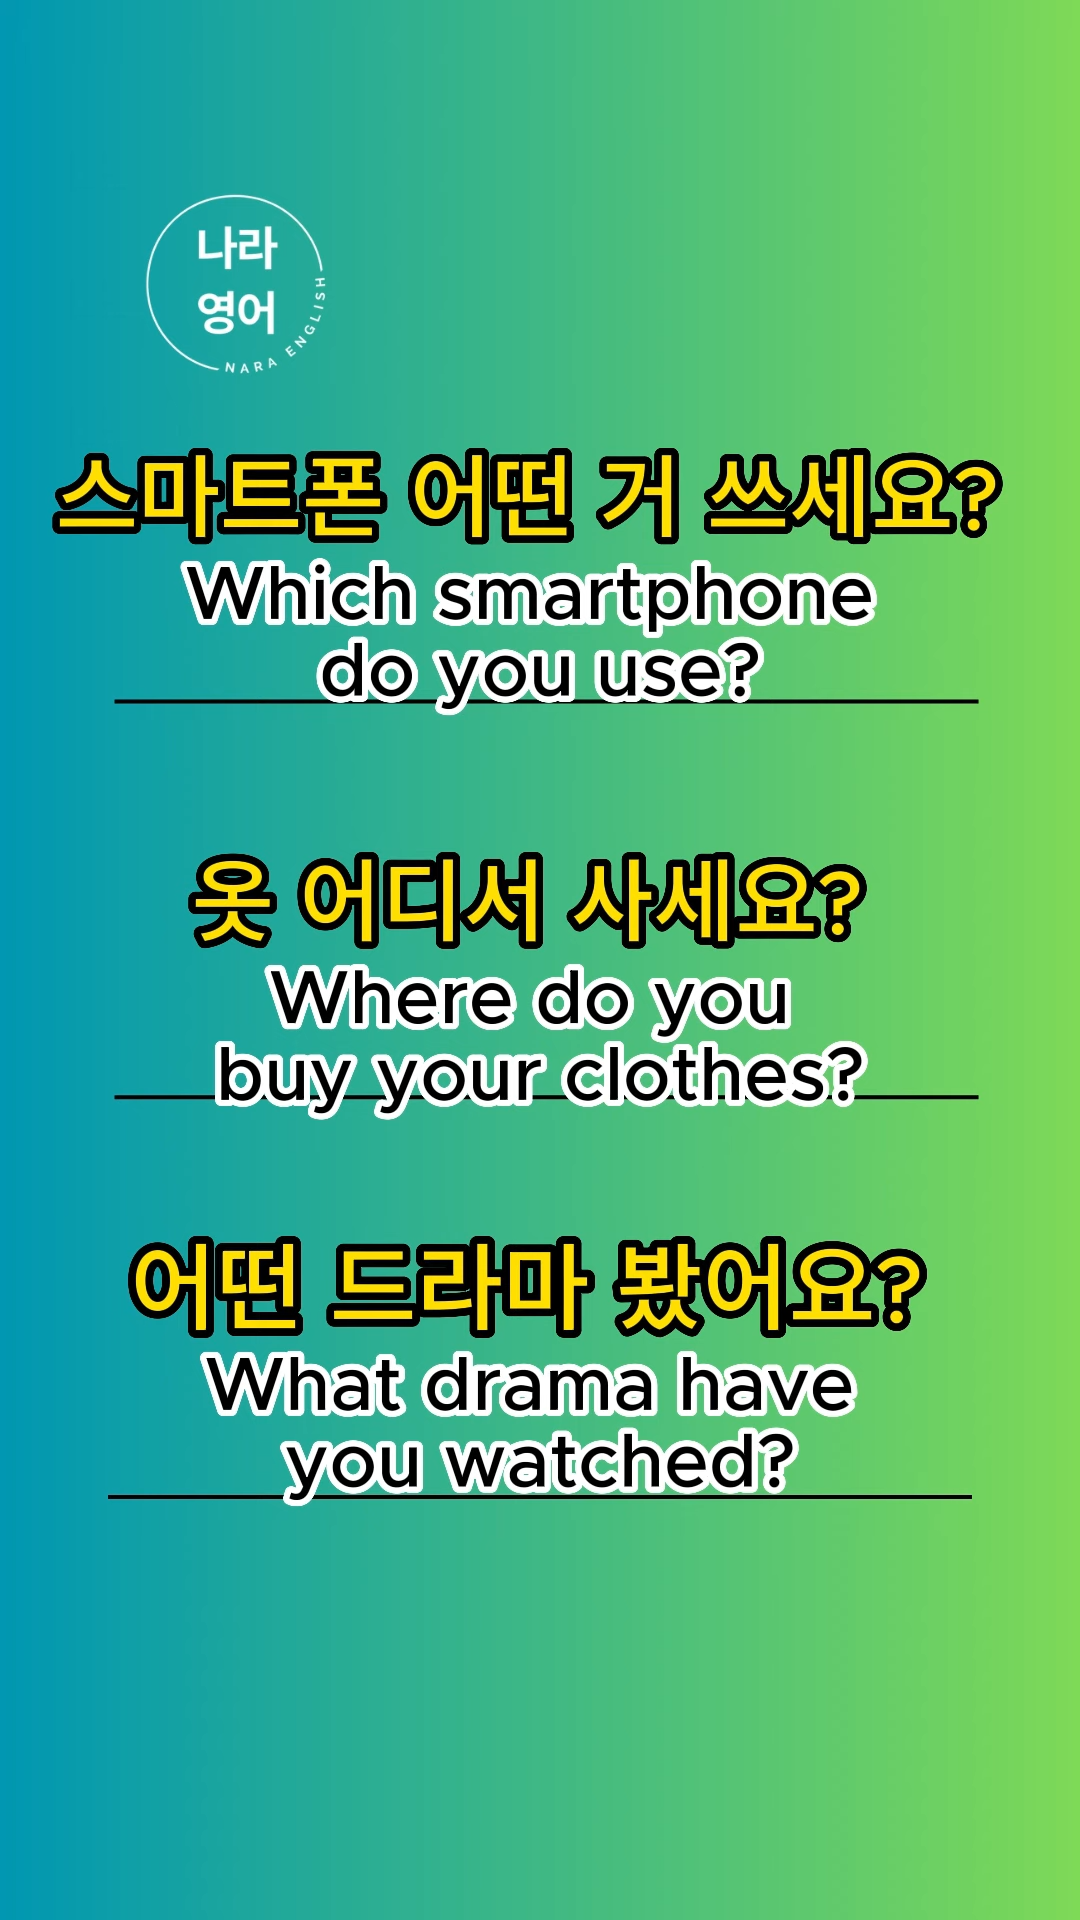 나라
영어
NARA ENGLISH
스마트폰 어떤 거 쓰세요?
Which smartphone
do you use?
옷 어디서 사세요?
Where do you
buy your clothes?
어떤 드라마 봤어요?
What drama have
you watched?